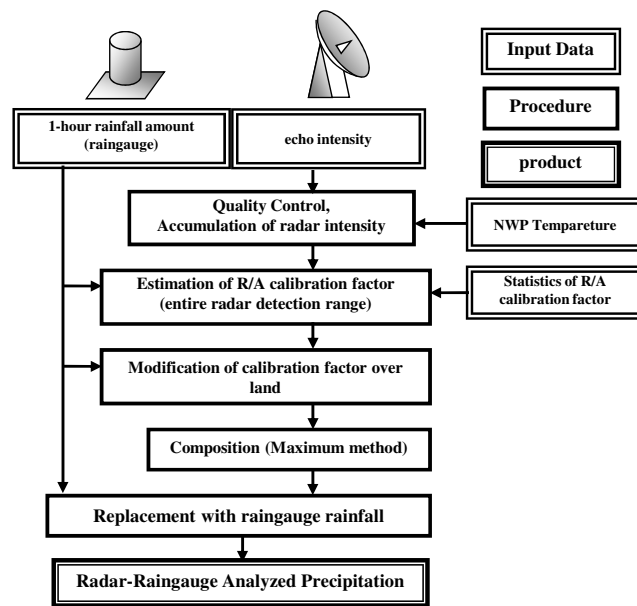 Input Data
Procedure
product
1-hour rainfall amount
(raingauge)
echo intensity
Quality Control,
Accumulation of radar intensity
NWP Tempareture
Estimation of R/A calibration factor
(entire radar detection range)
Statistics of R/A
calibration factor
Modification of calibration factor over
land
Composition (Maximum method)
Replacement with raingauge rainfall
Radar-Raingauge Analyzed Precipitation